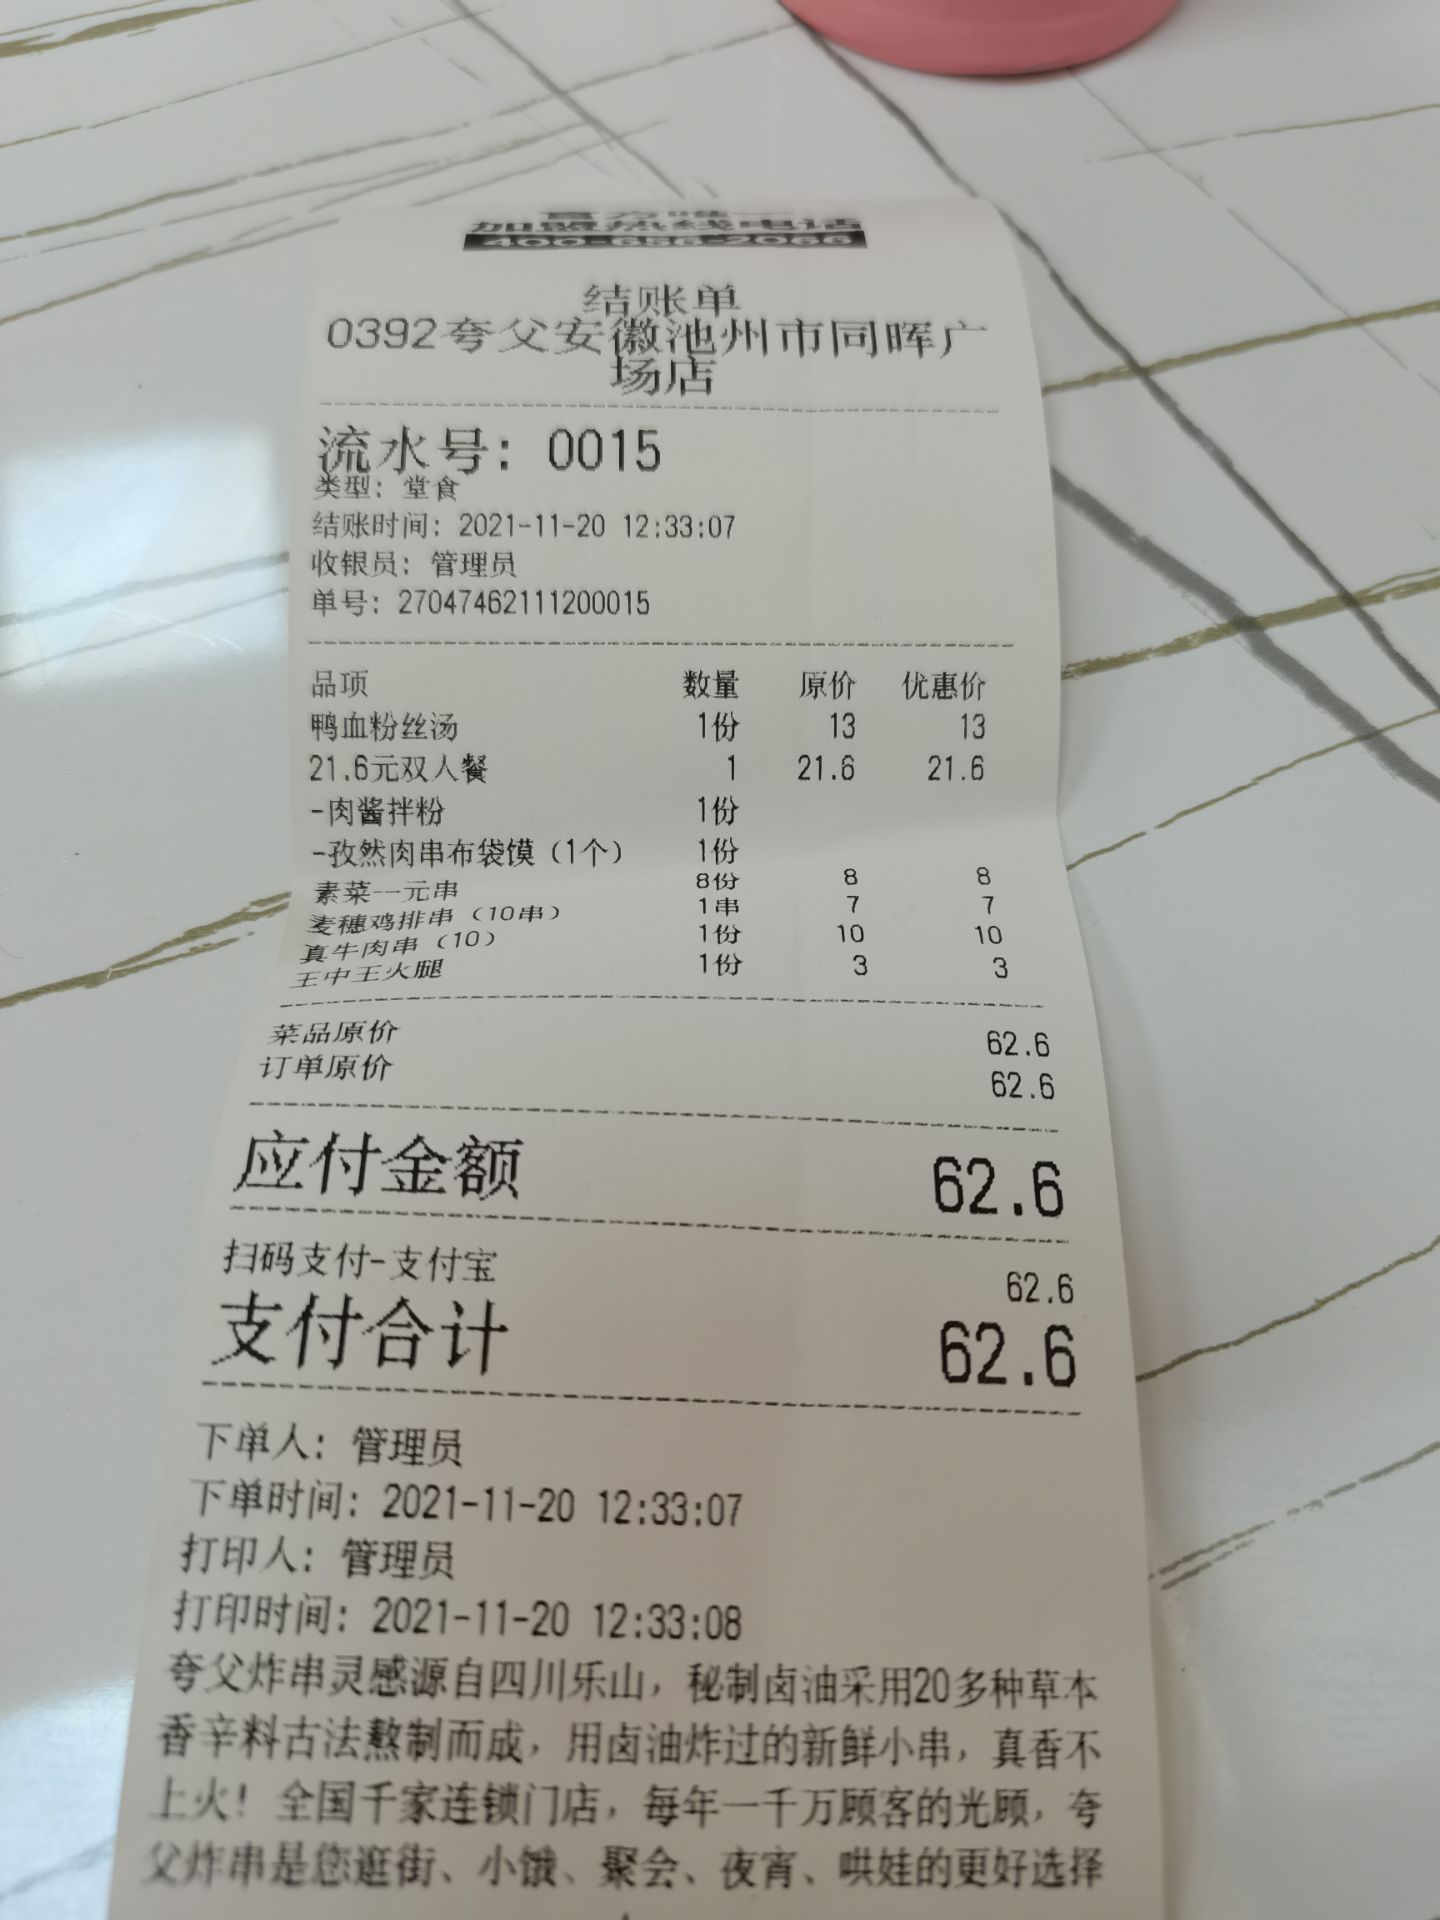 官方唯一
加盟热线电话
400-656-2066
结账单
0392夸父安徽池州市同晖广
场店
流水号：0015
类型：堂食
结账时间：2021-11-20 12:33:07
收银员：管理员
单号：27047462111200015
品项 数量 原价 优惠价
鸭血粉丝汤 1份 13 13
21.6元双人餐 1 21.6 21.6
-肉酱拌粉 1份
-孜然肉串布袋馍（1个） 1份
素菜一元串 8份 8 8
麦穗鸡排串（10串） 1串 7 7
真牛肉串（10） 1份 10 10
王中王火腿 1份 3 3
菜品原价 62.6
订单原价 62.6
应付金额 62.6
扫码支付-支付宝 62.6
支付合计 62.6
下单人：管理员
下单时间：2021-11-20 12:33:07
打印人：管理员
打印时间：2021-11-20 12:33:08
夸父炸串灵感源自四川乐山，秘制卤油采用20多种草本
香辛料古法熬制而成，用卤油炸过的新鲜小串，真香不
上火！全国千家连锁门店，每年一千万顾客的光顾，夸
父炸串是您逛街、小饿、聚会、夜宵、哄娃的更好选择